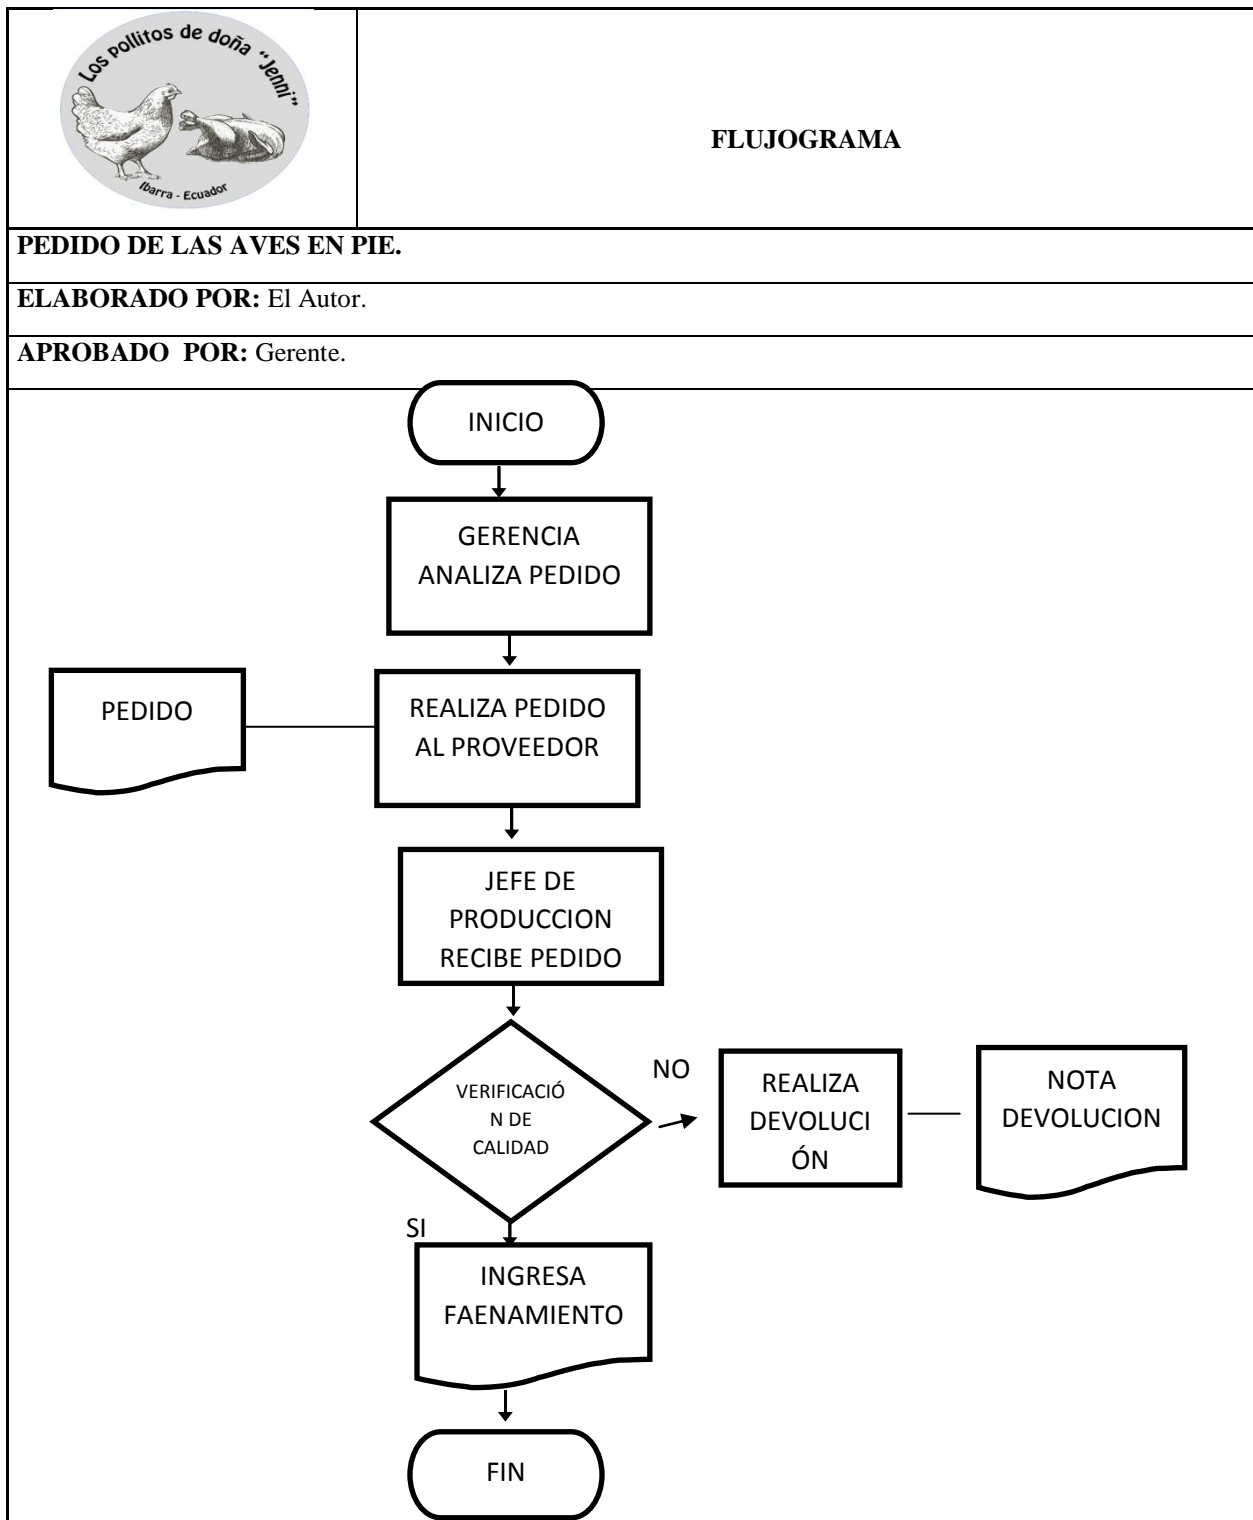 Los pollitos de doña “Jenni”
Ibarra - Ecuador
FLUJOGRAMA
PEDIDO DE LAS AVES EN PIE.
ELABORADO POR: El Autor.
APROBADO  POR: Gerente.
INICIO
GERENCIA
ANALIZA PEDIDO
PEDIDO
REALIZA PEDIDO
AL PROVEEDOR
JEFE DE
PRODUCCION
RECIBE PEDIDO
VERIFICACIÓ
N DE
CALIDAD
NO
REALIZA
DEVOLUCI
ÓN
NOTA
DEVOLUCION
SI
INGRESA
FAENAMIENTO
FIN